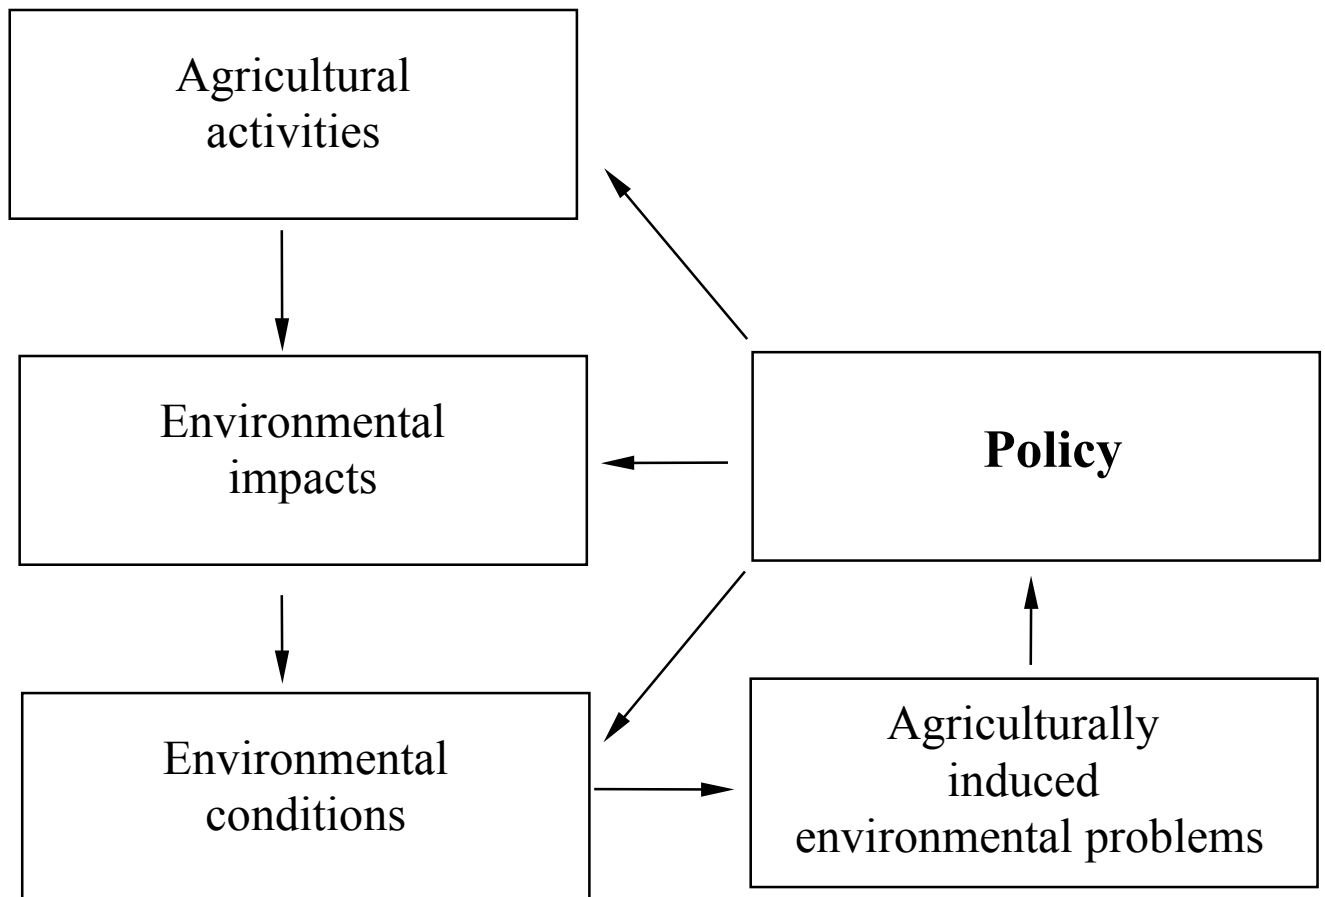 Agricultural
activities
Environmental
impacts
Policy
Environmental
conditions
Agriculturally
induced
environmental problems